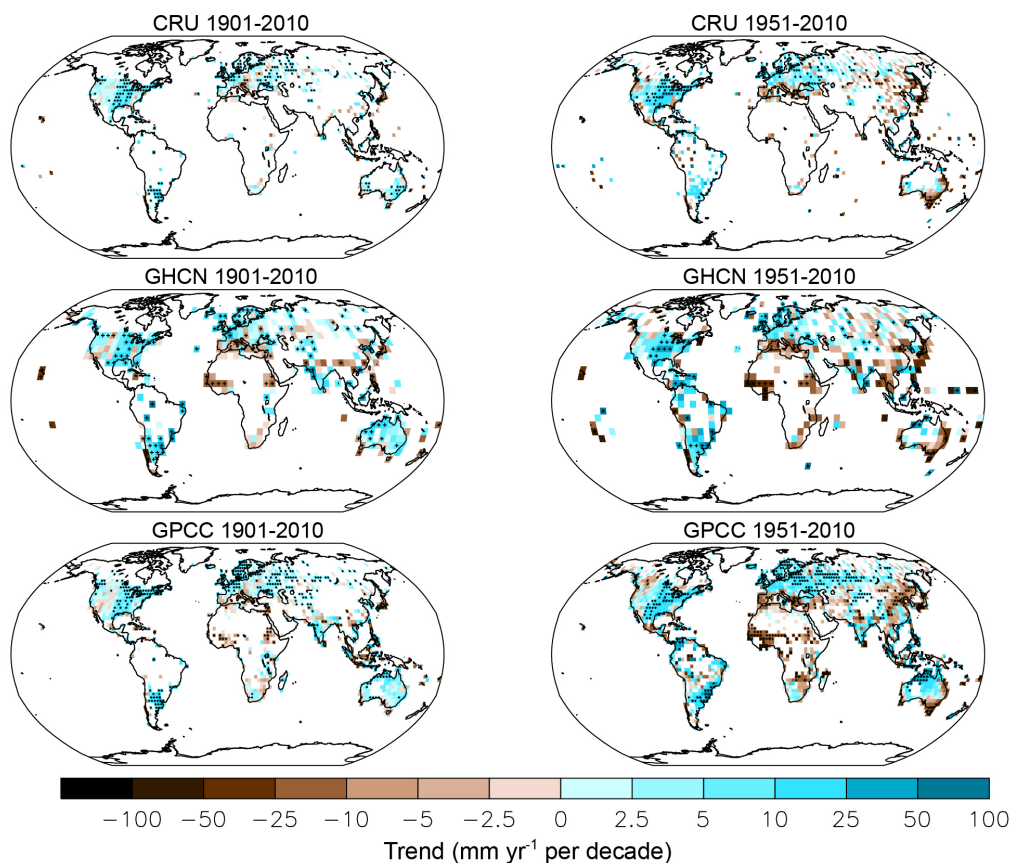 CRU 1901-2010
CRU 1951-2010
GHCN 1901-2010
GHCN 1951-2010
GPCC 1901-2010
GPCC 1951-2010
−100 −50 −25 −10 −5 −2.5 0 2.5 5 10 25 50 100
Trend (mm yr⁻¹ per decade)